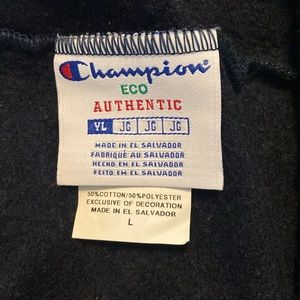 Champion
ECO
AUTHENTIC
YL JG JG JG
MADE IN EL SALVADOR
FABRIQUÉ AU SALVADOR
HECHO EN EL SALVADOR
FEITO EM EL SALVADOR
50%COTTON/50%POLYESTER
EXCLUSIVE OF DECORATION
MADE IN EL SALVADOR
L